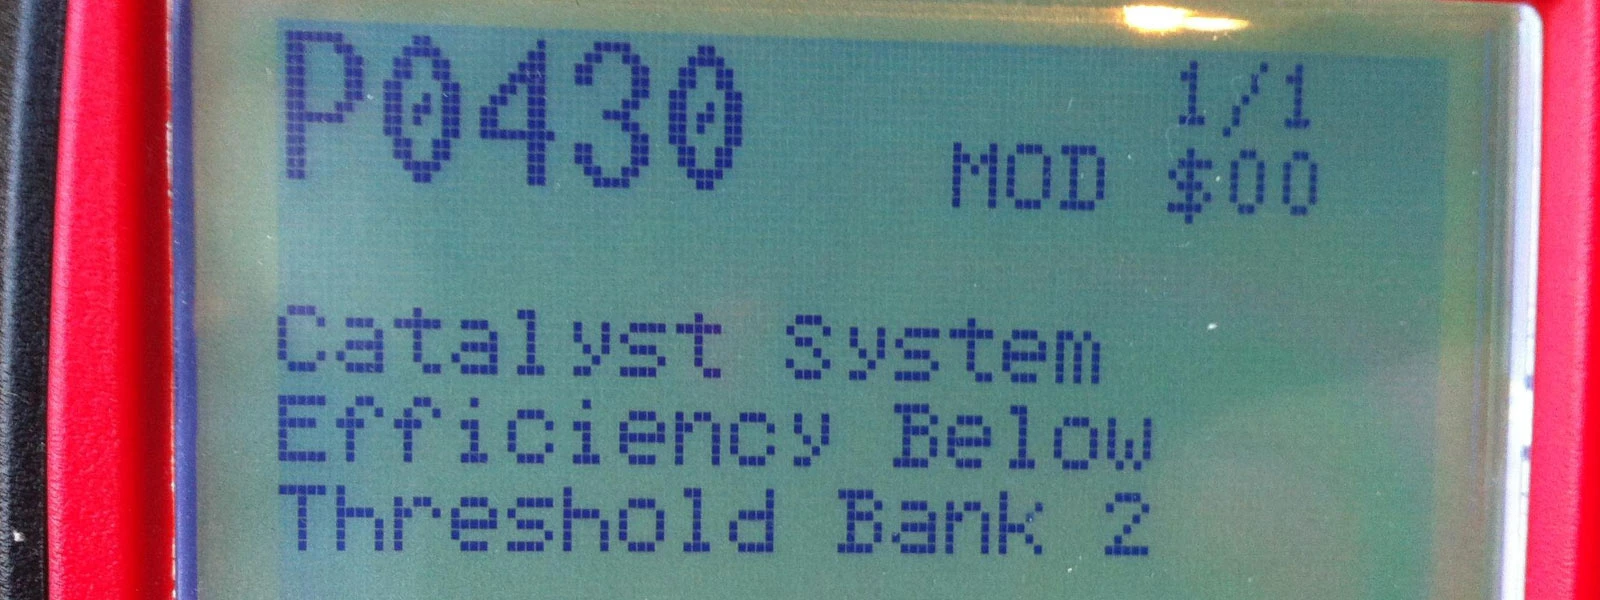 P0430 1/1
MOD $00
Catalyst System
Efficiency Below
Threshold Bank 2